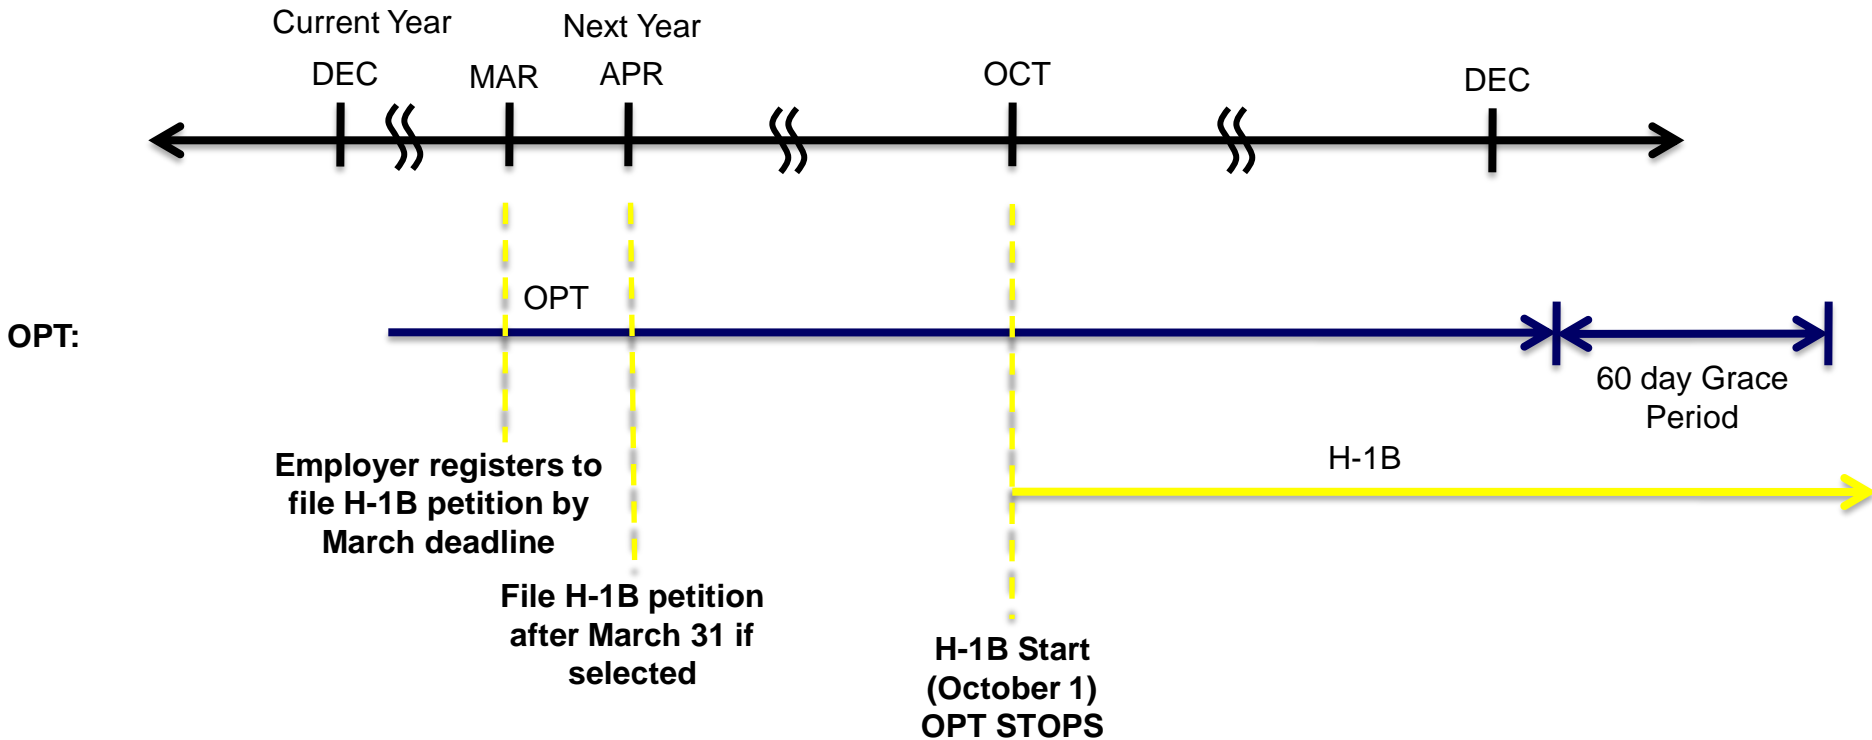 Current Year
Next Year
DEC
MAR
APR
OCT
DEC
OPT
OPT:
60 day Grace
Period
H-1B
Employer registers to
file H-1B petition by
March deadline
File H-1B petition
after March 31 if
selected
H-1B Start
(October 1)
OPT STOPS